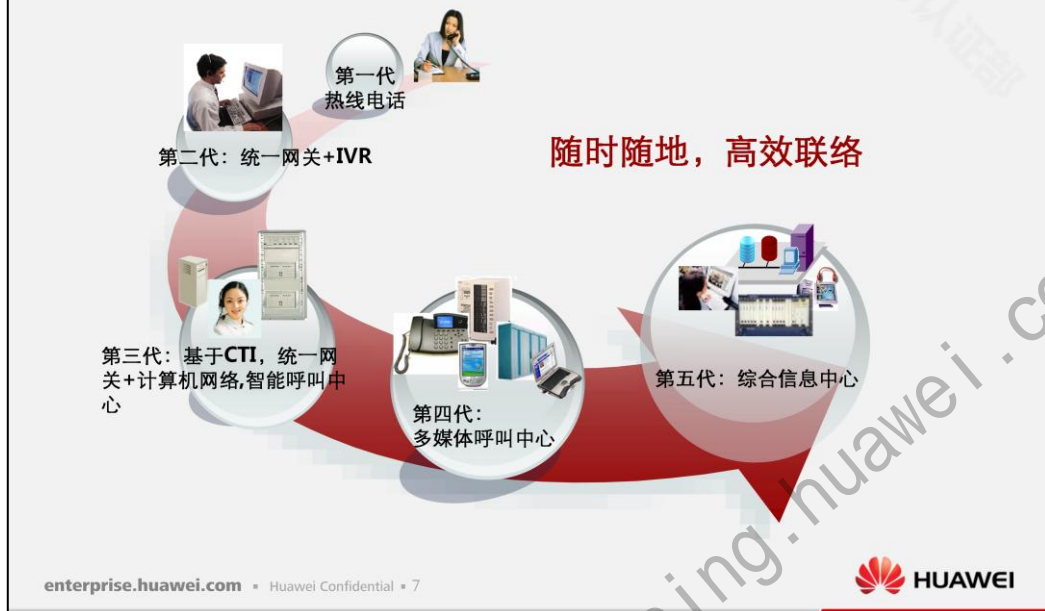 第一代
热线电话
第二代：统一网关+IVR
随时随地，高效联络
第三代：基于CTI，统一网
关+计算机网络,智能呼叫中
心
第四代：
多媒体呼叫中心
第五代：综合信息中心
enterprise.huawei.com ▪ Huawei Confidential ▪ 7
HUAWEI
ing.huawei.co
认证部